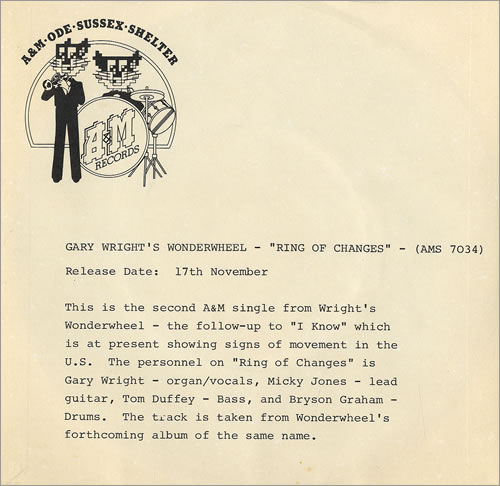 A&M·ODE·SUSSEX·SHELTER
A&M
RECORDS
GARY WRIGHT'S WONDERWHEEL - "RING OF CHANGES" - (AMS 7034)
Release Date:  17th November
This is the second A&M single from Wright's
Wonderwheel - the follow-up to "I Know" which
is at present showing signs of movement in the
U.S.  The personnel on "Ring of Changes" is
Gary Wright - organ/vocals, Micky Jones - lead
guitar, Tom Duffey - Bass, and Bryson Graham -
Drums.  The track is taken from Wonderwheel's
forthcoming album of the same name.